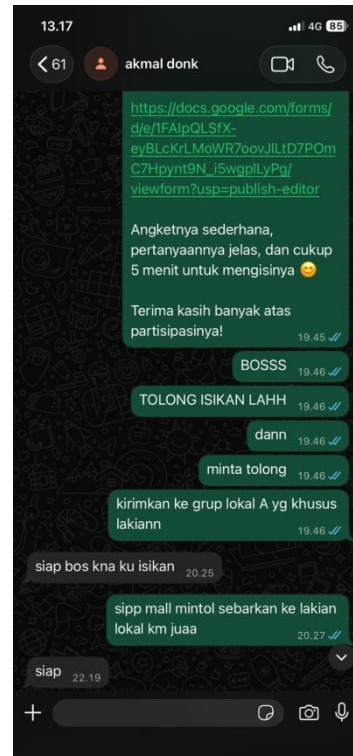 13.17
4G 85
61
akmal donk
https://docs.google.com/forms/
d/e/1FAIpQLSfX-
eyBLcKrLMoWR7oovJlLtD7POm
C7Hpynt9N_i5wgplLyPg/
viewform?usp=publish-editor
Angketnya sederhana,
pertanyaannya jelas, dan cukup
5 menit untuk mengisinya 😊
Terima kasih banyak atas
partisipasinya!
19.45
BOSSS 19.46
TOLONG ISIKAN LAHH 19.46
dann 19.46
minta tolong 19.46
kirimkan ke grup lokal A yg khusus
lakiann
19.46
siap bos kna ku isikan 20.25
sipp mall mintol sebarkan ke lakian
lokal km juaa
20.27
siap 22.19